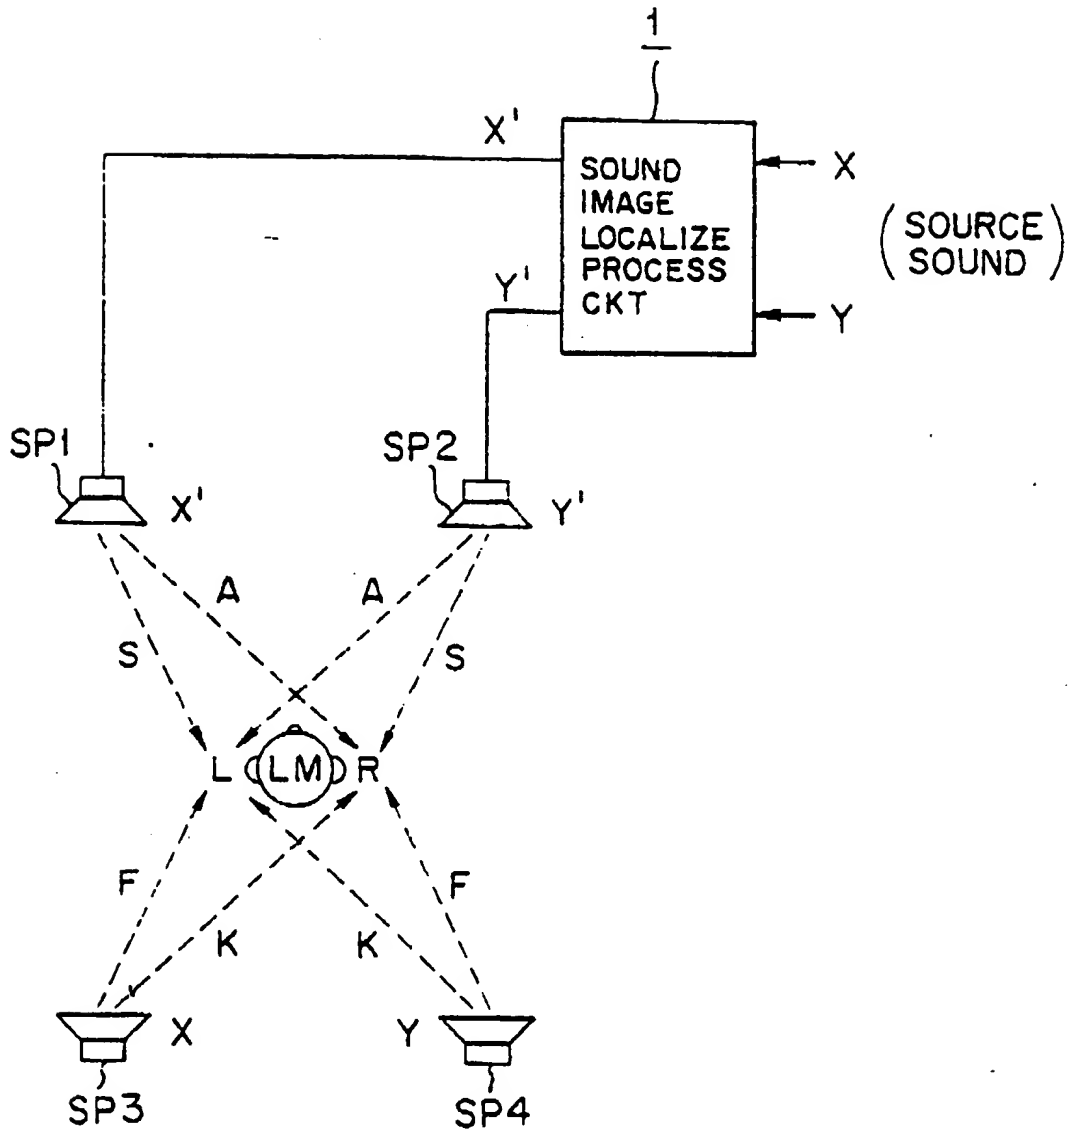 1
X'
X
SOUND
IMAGE
LOCALIZE
PROCESS
CKT
(SOURCE
SOUND)
Y'
Y
SP1
SP2
X'
Y'
A
A
S
S
L
LM
R
F
F
K
K
X
Y
SP3
SP4